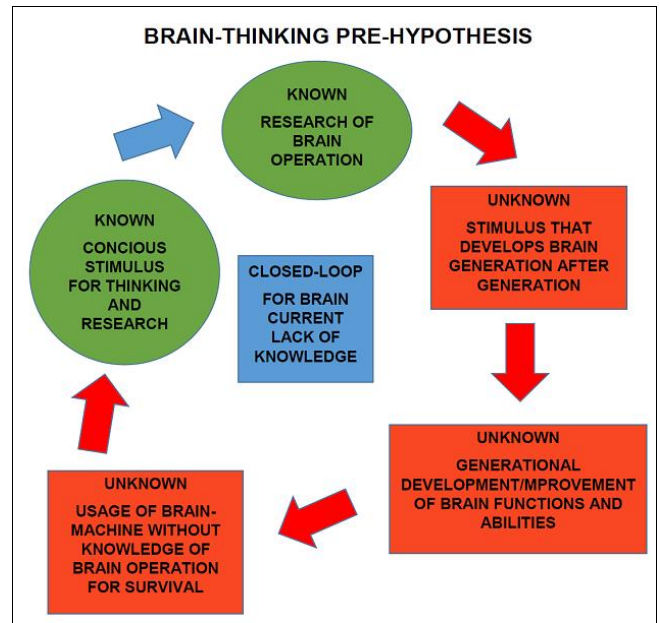 BRAIN-THINKING PRE-HYPOTHESIS
KNOWN
RESEARCH OF
BRAIN
OPERATION
UNKNOWN
STIMULUS THAT
DEVELOPS BRAIN
GENERATION AFTER
GENERATION
UNKNOWN
GENERATIONAL
DEVELOPMENT/MPROVEMENT
OF BRAIN FUNCTIONS AND
ABILITIES
UNKNOWN
USAGE OF BRAIN-
MACHINE WITHOUT
KNOWLEDGE OF
BRAIN OPERATION
FOR SURVIVAL
KNOWN
CONCIOUS
STIMULUS
FOR THINKING
AND
RESEARCH
CLOSED-LOOP
FOR BRAIN
CURRENT
LACK OF
KNOWLEDGE